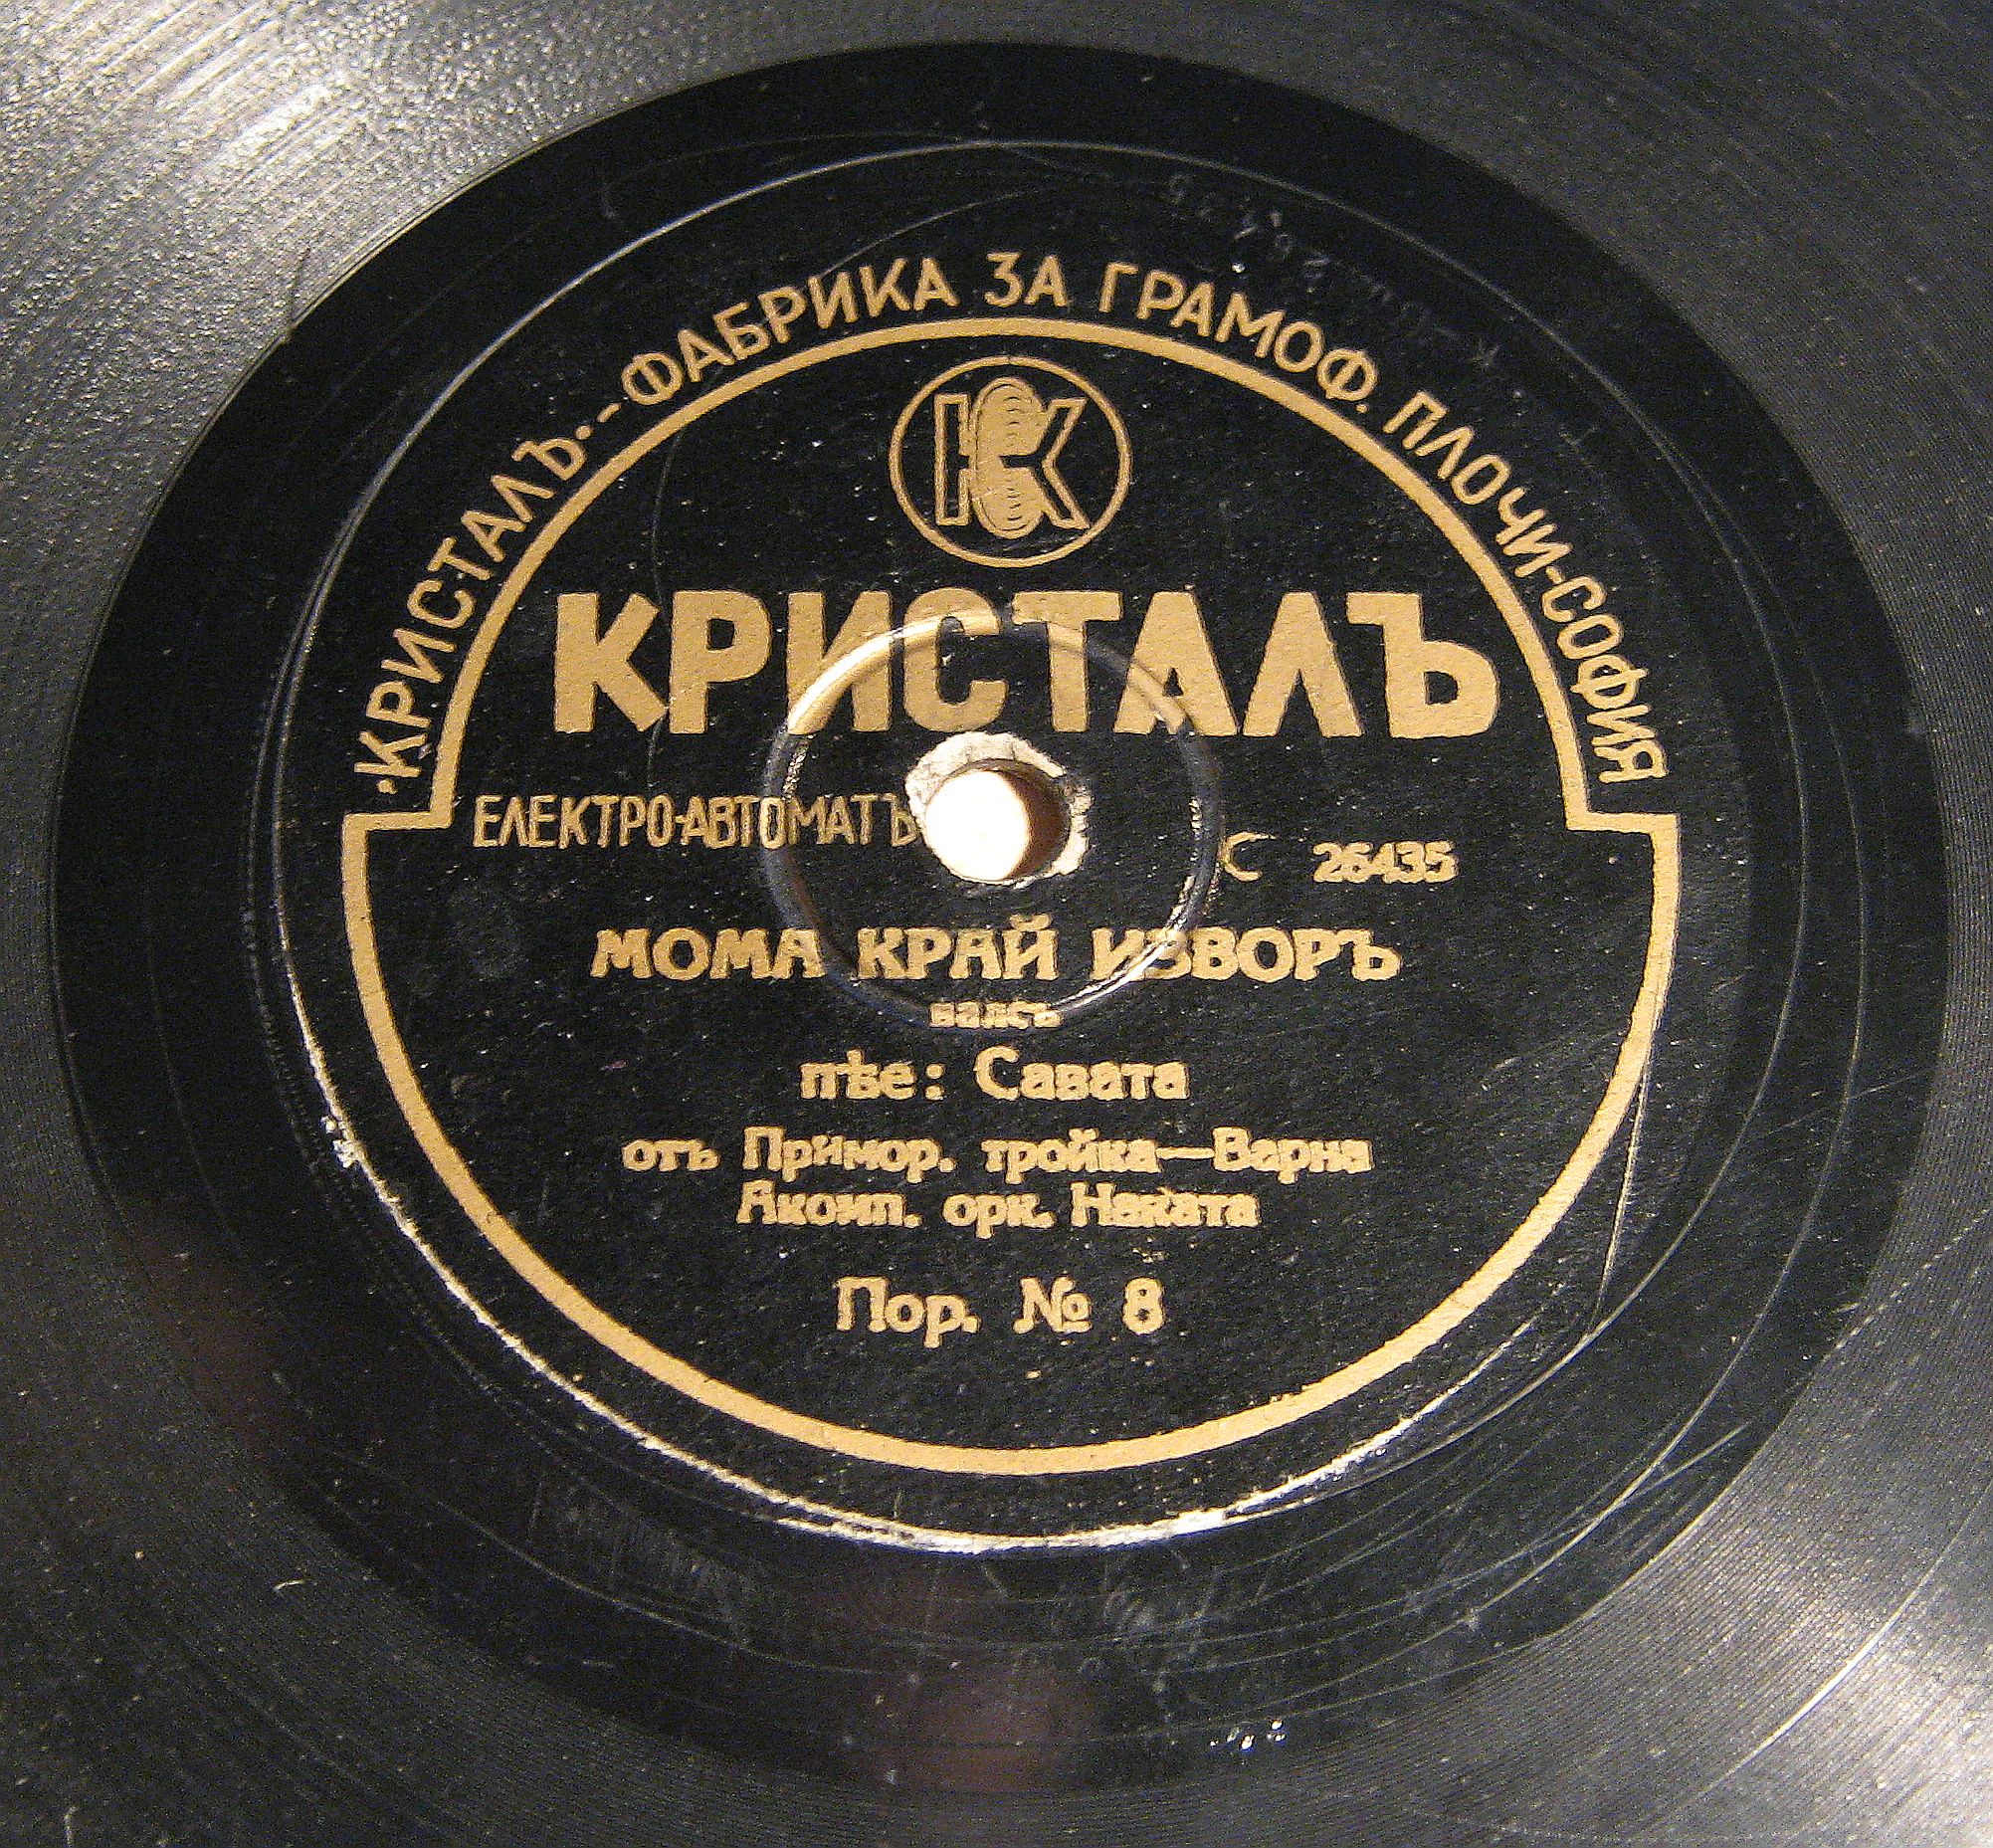 ·КРИСТАЛЪ·-ФАБРИКА ЗА ГРАМОФ. ПЛОЧИ-СОФИЯ
КРИСТАЛЪ
ЕЛЕКТРО-АВТОМАТЪ
С 26435
МОМА КРАЙ ИЗВОРЪ
валсъ
пѣе: Савата
отъ Примор. тройка—Варна
Акомп. орк. Наката
Пор. № 8